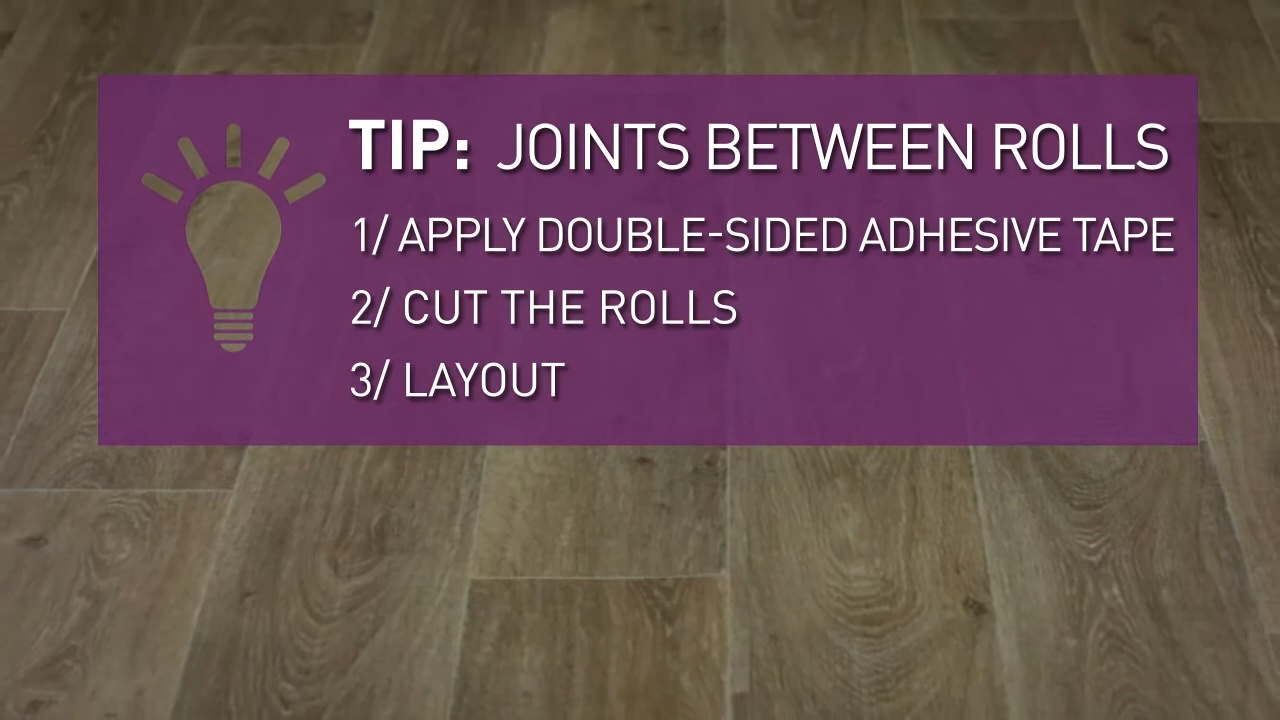 TIP: JOINTS BETWEEN ROLLS
1/ APPLY DOUBLE-SIDED ADHESIVE TAPE
2/ CUT THE ROLLS
3/ LAYOUT